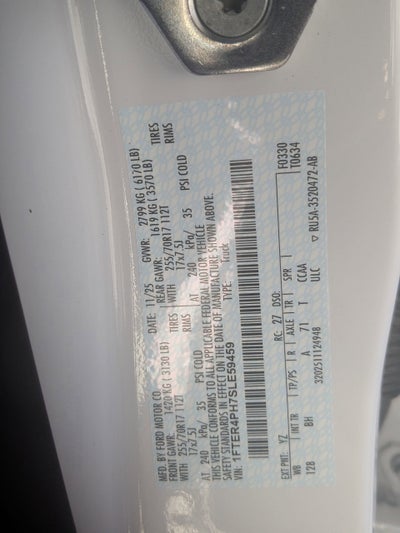 MFD. BY FORD MOTOR CO.
DATE: 11/25 GVWR: 2799 KG ( 6170 LB)
FRONT GAWR: 1420 KG ( 3130 LB) REAR GAWR: 1619 KG ( 3570 LB)
WITH 255/70R17 112T TIRES WITH 255/70R17 112T TIRES
17x7.5J RIMS 17x7.5J RIMS
AT 240 kPa/ 35 PSI COLD AT 240 kPa/ 35 PSI COLD
THIS VEHICLE CONFORMS TO ALL APPLICABLE FEDERAL MOTOR VEHICLE
SAFETY STANDARDS IN EFFECT ON THE DATE OF MANUFACTURE SHOWN ABOVE.
VIN: 1FTER4PH7SLE59459
TYPE: Truck
F0330
T0634
EXT PNT: YZ RC: 27 DSO:
WB INT TR TP/PS R AXLE TR SPR
128 BH A 7I T CCAA
3202511124948 ULC
▽ RU5A-3520472-AB